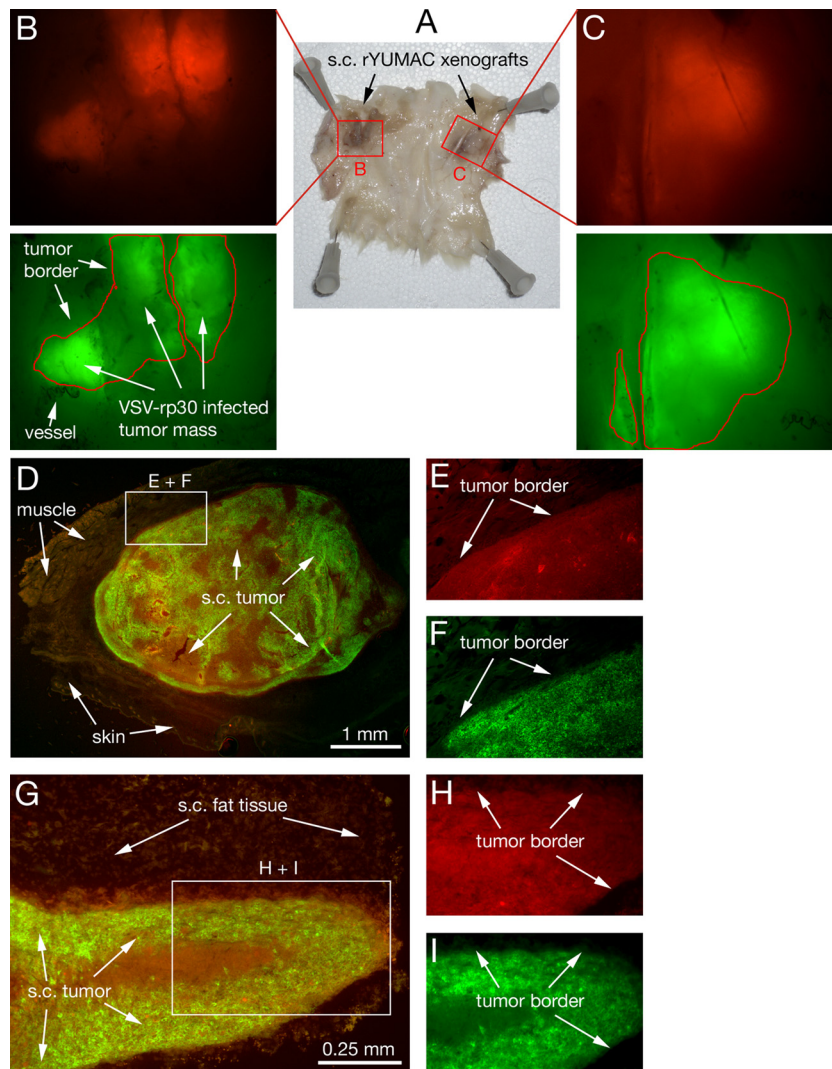 A
s.c. rYUMAC xenografts
B
C
B
tumor
border
VSV-rp30 infected
tumor mass
vessel
C
D
E + F
muscle
s.c. tumor
skin
1 mm
E
tumor border
F
tumor border
G
s.c. fat tissue
H + I
s.c. tumor
0.25 mm
H
tumor border
I
tumor border